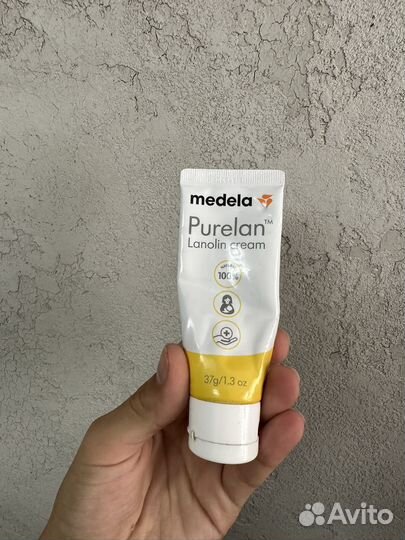 medela
Purelan™
Lanolin cream
100%
37g/1.3 oz
Avito